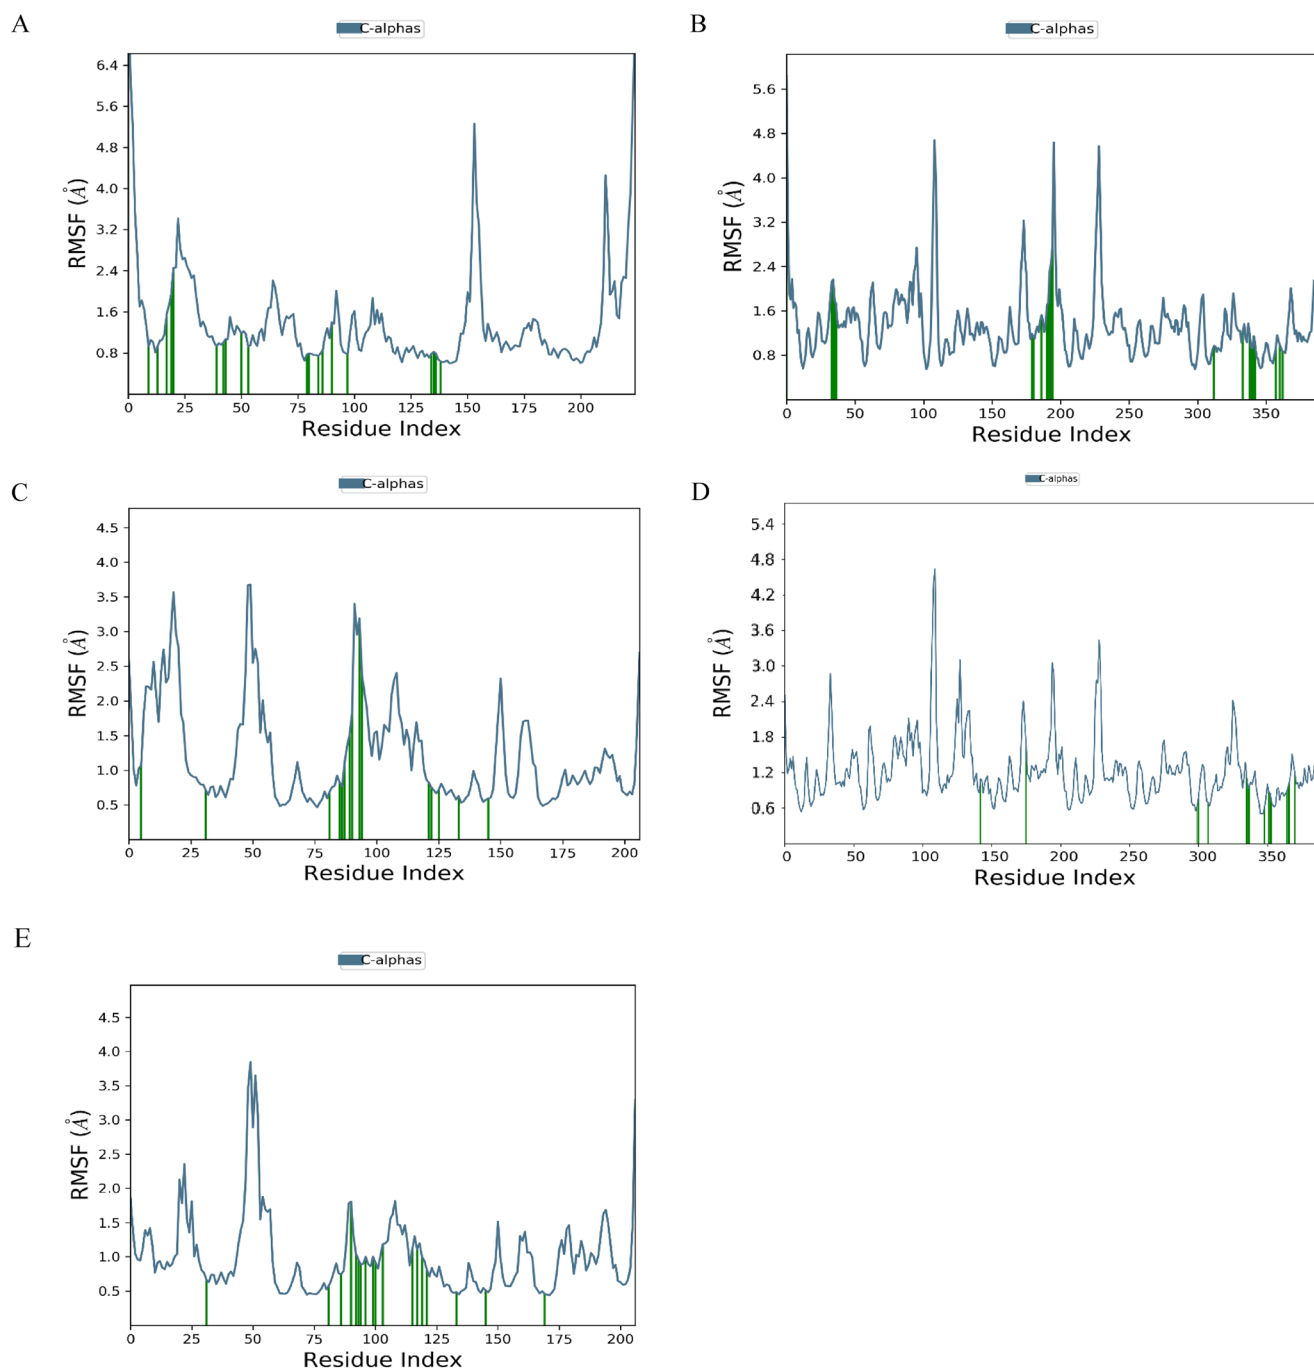 A
C-alphas
RMSF (Å)
6.4
5.6
4.8
4.0
3.2
2.4
1.6
0.8
0 25 50 75 100 125 150 175 200
Residue Index
B
C-alphas
RMSF (Å)
5.6
4.8
4.0
3.2
2.4
1.6
0.8
0 50 100 150 200 250 300 350
Residue Index
C
C-alphas
RMSF (Å)
4.5
4.0
3.5
3.0
2.5
2.0
1.5
1.0
0.5
0 25 50 75 100 125 150 175 200
Residue Index
D
C-alphas
RMSF (Å)
5.4
4.8
4.2
3.6
3.0
2.4
1.8
1.2
0.6
0 50 100 150 200 250 300 350
Residue Index
E
C-alphas
RMSF (Å)
4.5
4.0
3.5
3.0
2.5
2.0
1.5
1.0
0.5
0 25 50 75 100 125 150 175 200
Residue Index